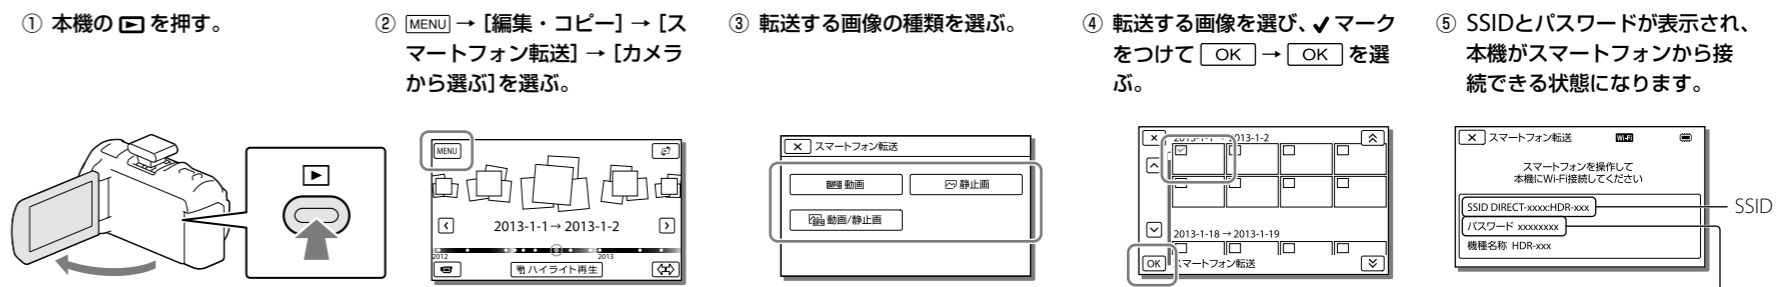 ① 本機の▶を押す。
② MENU → [編集・コピー] → [ス
マートフォン転送] → [カメラ
から選ぶ]を選ぶ。
③ 転送する画像の種類を選ぶ。
④ 転送する画像を選び、✓マーク
をつけて OK → OK を選
ぶ。
⑤ SSIDとパスワードが表示され、
本機がスマートフォンから接
続できる状態になります。
MENU
2013-1-1→2013-1-2
2012
2013
ハイライト再生
× スマートフォン転送
動画
静止画
動画/静止画
×
2013-1-1 → 2013-1-2
2013-1-18 → 2013-1-19
OK
スマートフォン転送
× スマートフォン転送 Wi-Fi
スマートフォンを操作して
本機にWi-Fi接続してください
SSID DIRECT-xxxx:HDR-xxx
SSID
パスワード xxxxxxxx
機種名称 HDR-xxx